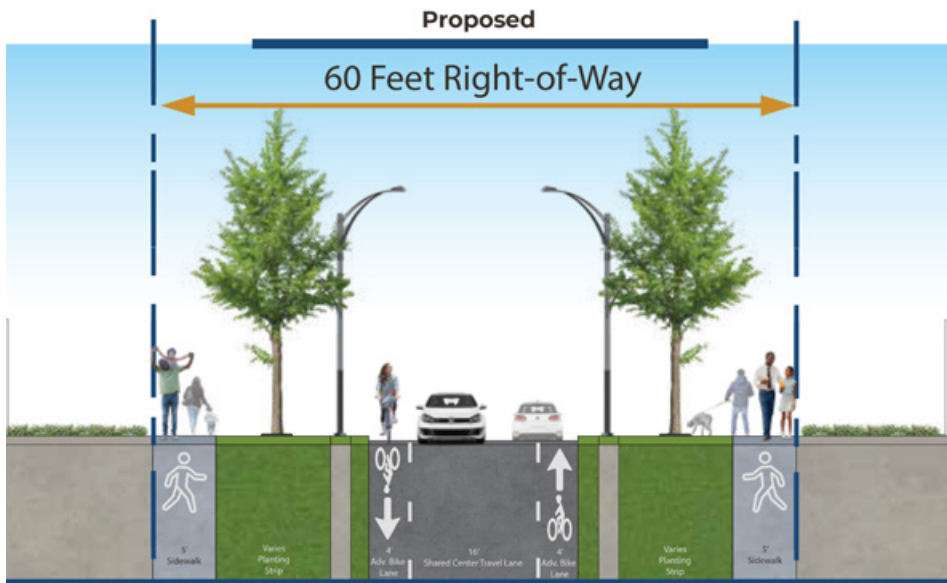 Proposed
60 Feet Right-of-Way
5'
Sidewalk
Varies
Planting
Strip
4'
Adv. Bike
Lane
16'
Shared Center Travel Lane
4'
Adv. Bike
Lane
Varies
Planting
Strip
5'
Sidewalk